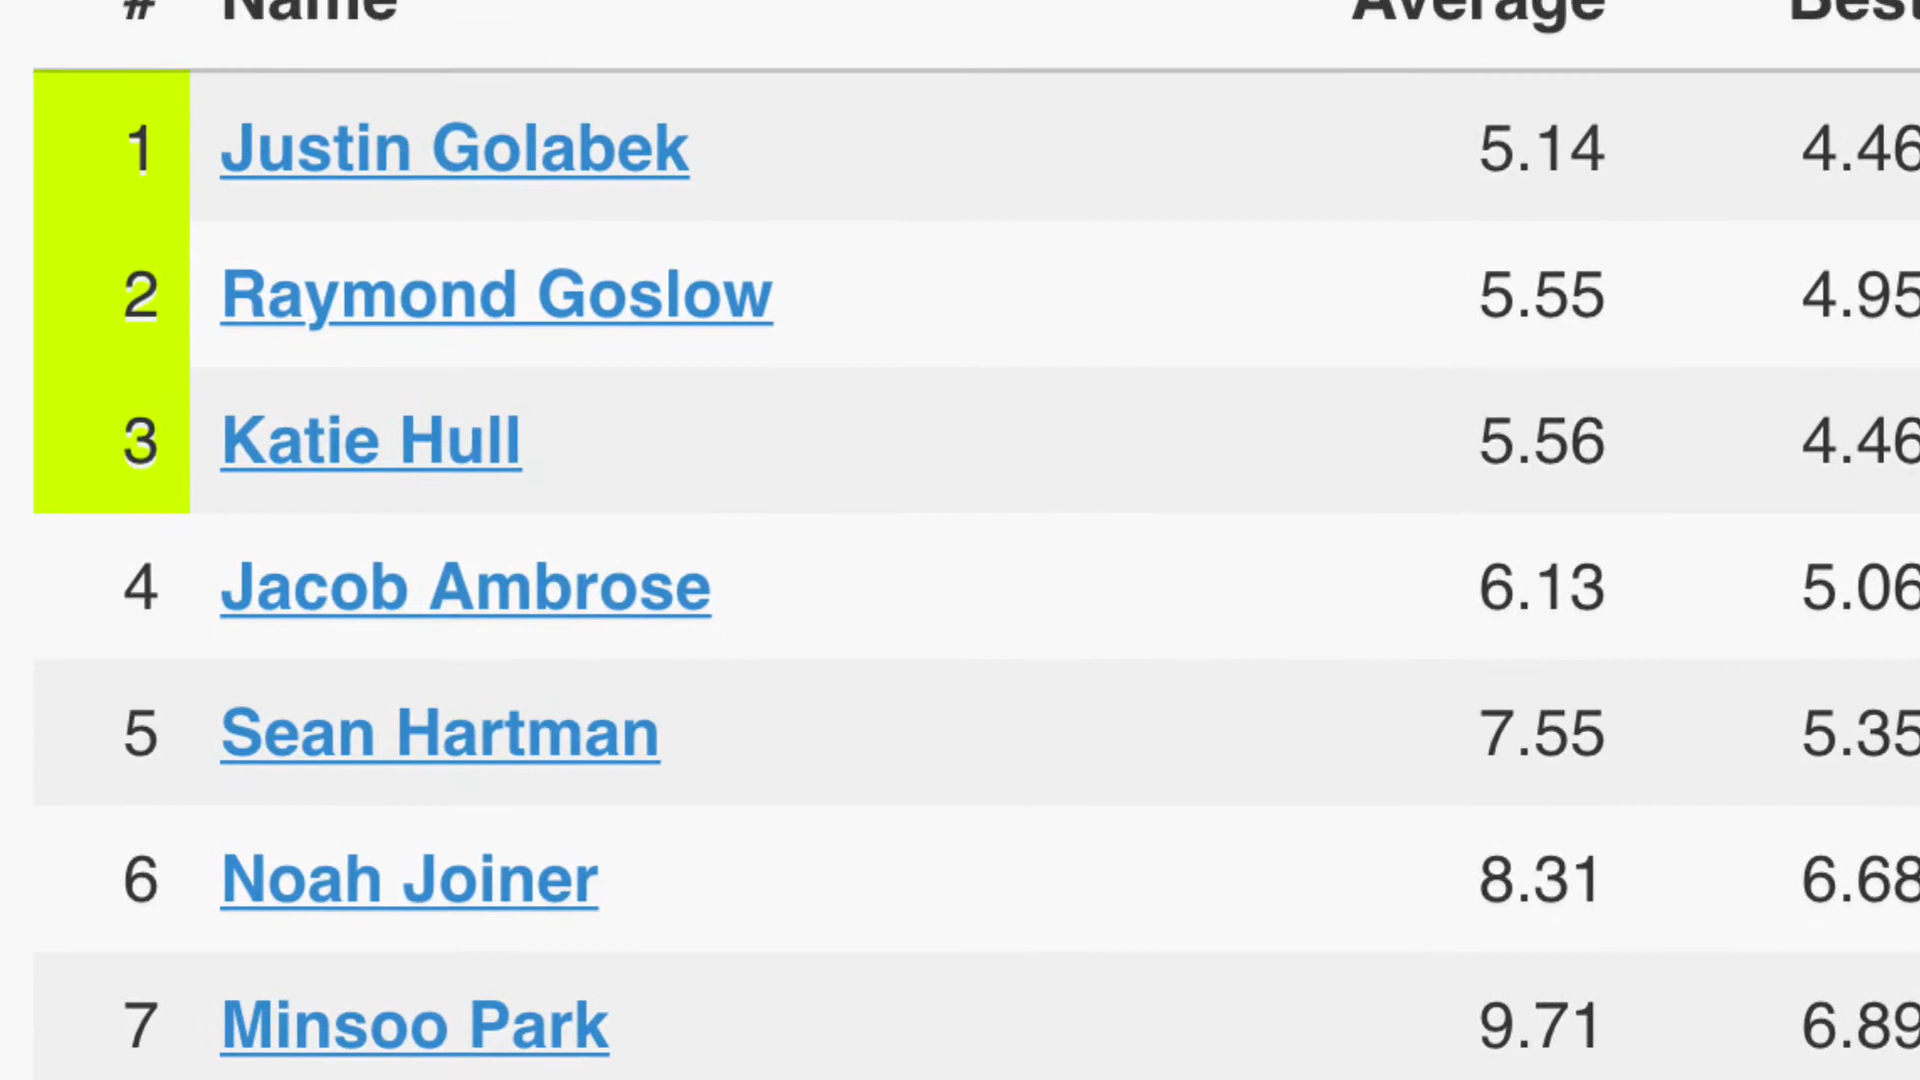 # Name Average Best
1 Justin Golabek 5.14 4.46
2 Raymond Goslow 5.55 4.95
3 Katie Hull 5.56 4.46
4 Jacob Ambrose 6.13 5.06
5 Sean Hartman 7.55 5.35
6 Noah Joiner 8.31 6.68
7 Minsoo Park 9.71 6.89